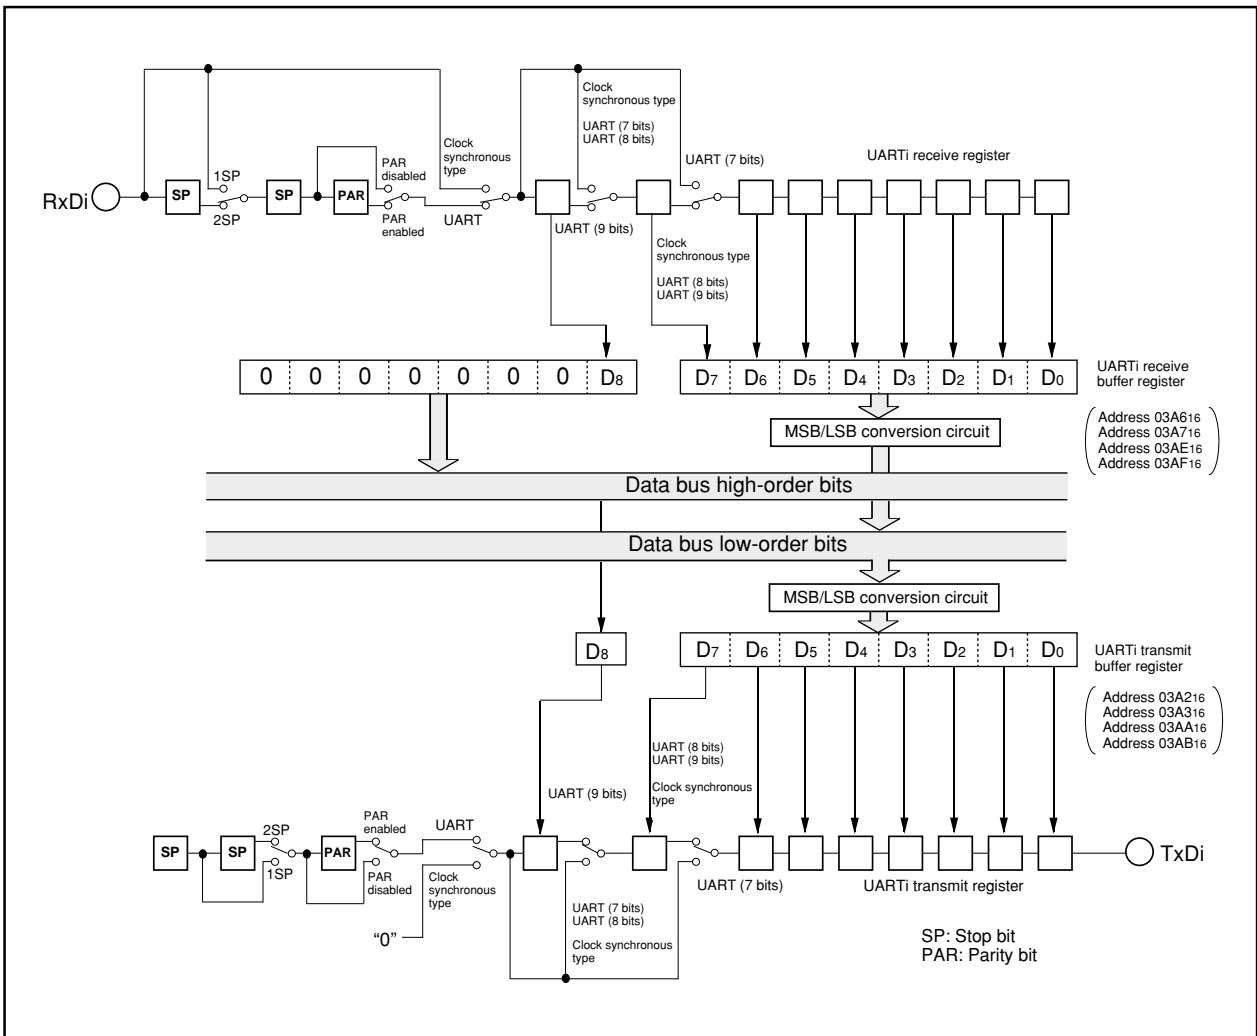 Clock
synchronous type
UART (7 bits)
UART (8 bits)
Clock
synchronous
type
PAR
disabled
UART (7 bits)
UARTi receive register
RxDi
SP
1SP
2SP
SP
PAR
PAR
enabled
UART
UART (9 bits)
Clock
synchronous type
UART (8 bits)
UART (9 bits)
0 0 0 0 0 0 0 D8
D7 D6 D5 D4 D3 D2 D1 D0
UARTi receive
buffer register
MSB/LSB conversion circuit
Address 03A616
Address 03A716
Address 03AE16
Address 03AF16
Data bus high-order bits
Data bus low-order bits
MSB/LSB conversion circuit
D8
D7 D6 D5 D4 D3 D2 D1 D0
UARTi transmit
buffer register
Address 03A216
Address 03A316
Address 03AA16
Address 03AB16
UART (8 bits)
UART (9 bits)
Clock synchronous
type
UART (9 bits)
SP
SP
2SP
1SP
PAR
PAR
enabled
PAR
disabled
UART
Clock
synchronous
type
“0”
UART (7 bits)
UART (8 bits)
Clock synchronous
type
UART (7 bits)
UARTi transmit register
TxDi
SP: Stop bit
PAR: Parity bit